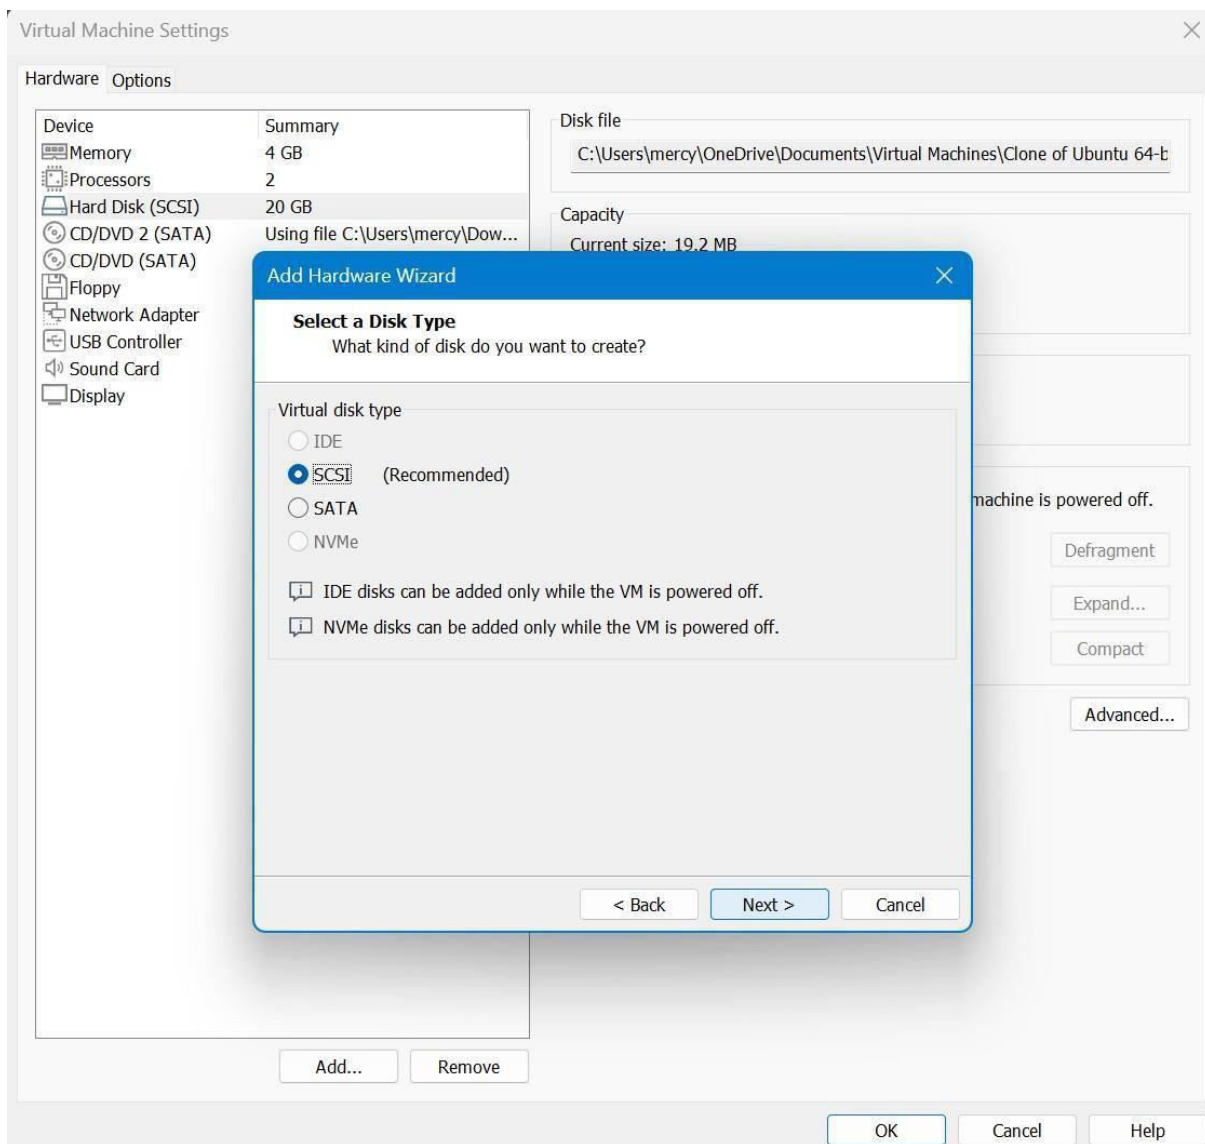 Virtual Machine Settings
Hardware Options
Device Summary
Memory 4 GB
Processors 2
Hard Disk (SCSI) 20 GB
CD/DVD 2 (SATA) Using file C:\Users\mercy\Dow...
CD/DVD (SATA)
Floppy
Network Adapter
USB Controller
Sound Card
Display
Disk file
C:\Users\mercy\OneDrive\Documents\Virtual Machines\Clone of Ubuntu 64-b
Capacity
Current size: 19.2 MB
Add Hardware Wizard
Select a Disk Type
What kind of disk do you want to create?
Virtual disk type
IDE
SCSI (Recommended)
SATA
NVMe
IDE disks can be added only while the VM is powered off.
NVMe disks can be added only while the VM is powered off.
< Back Next > Cancel
machine is powered off.
Defragment
Expand...
Compact
Advanced...
Add... Remove
OK Cancel Help